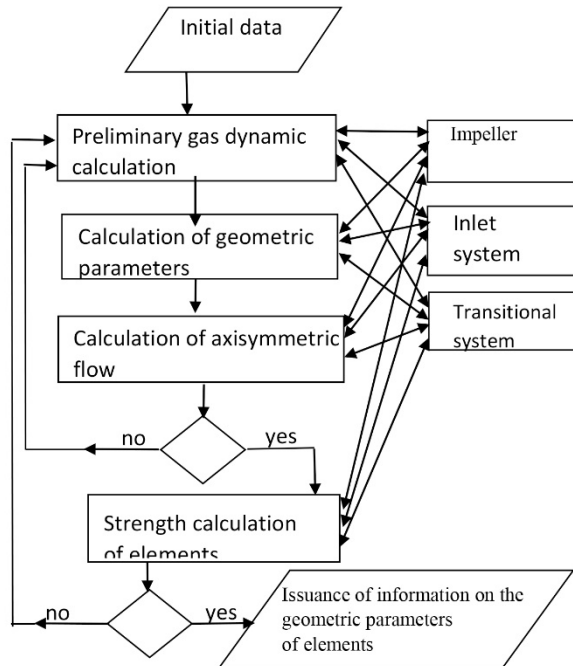 Initial data
Preliminary gas dynamic
calculation
Impeller
Calculation of geometric
parameters
Inlet
system
Calculation of axisymmetric
flow
Transitional
system
no
yes
Strength calculation
of elements
no
yes
Issuance of information on the
geometric parameters
of elements